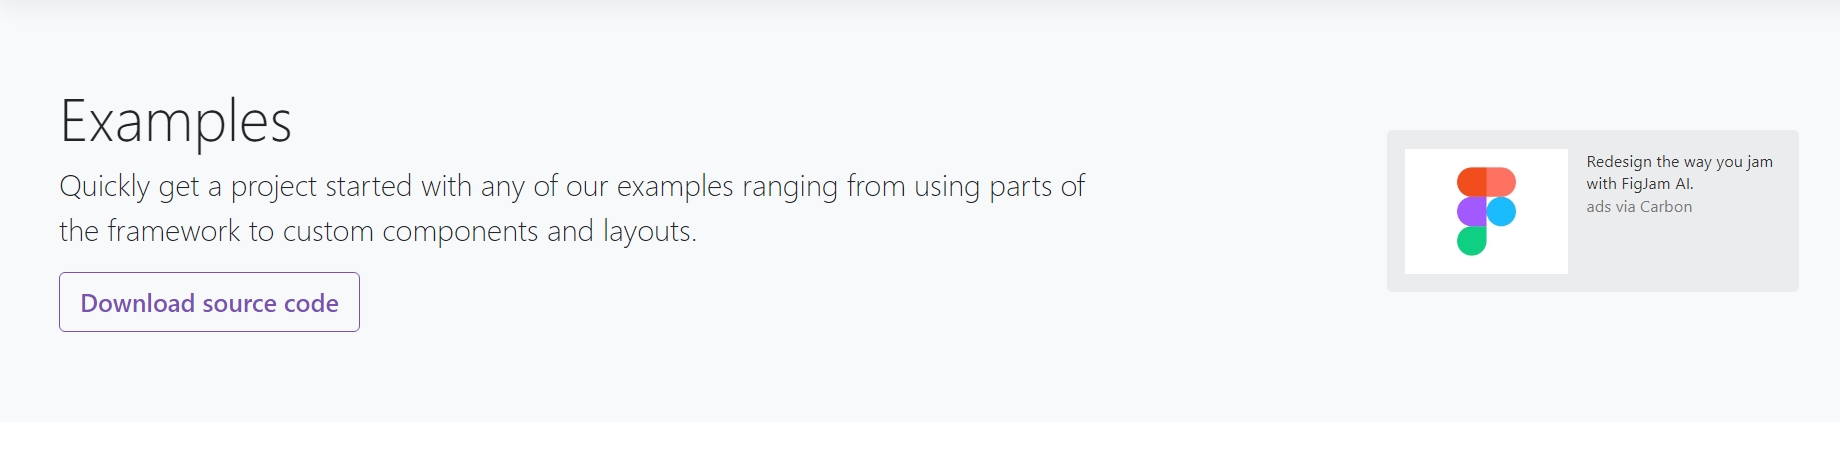 Examples
Quickly get a project started with any of our examples ranging from using parts of
the framework to custom components and layouts.
Download source code
Redesign the way you jam
with FigJam AI.
ads via Carbon